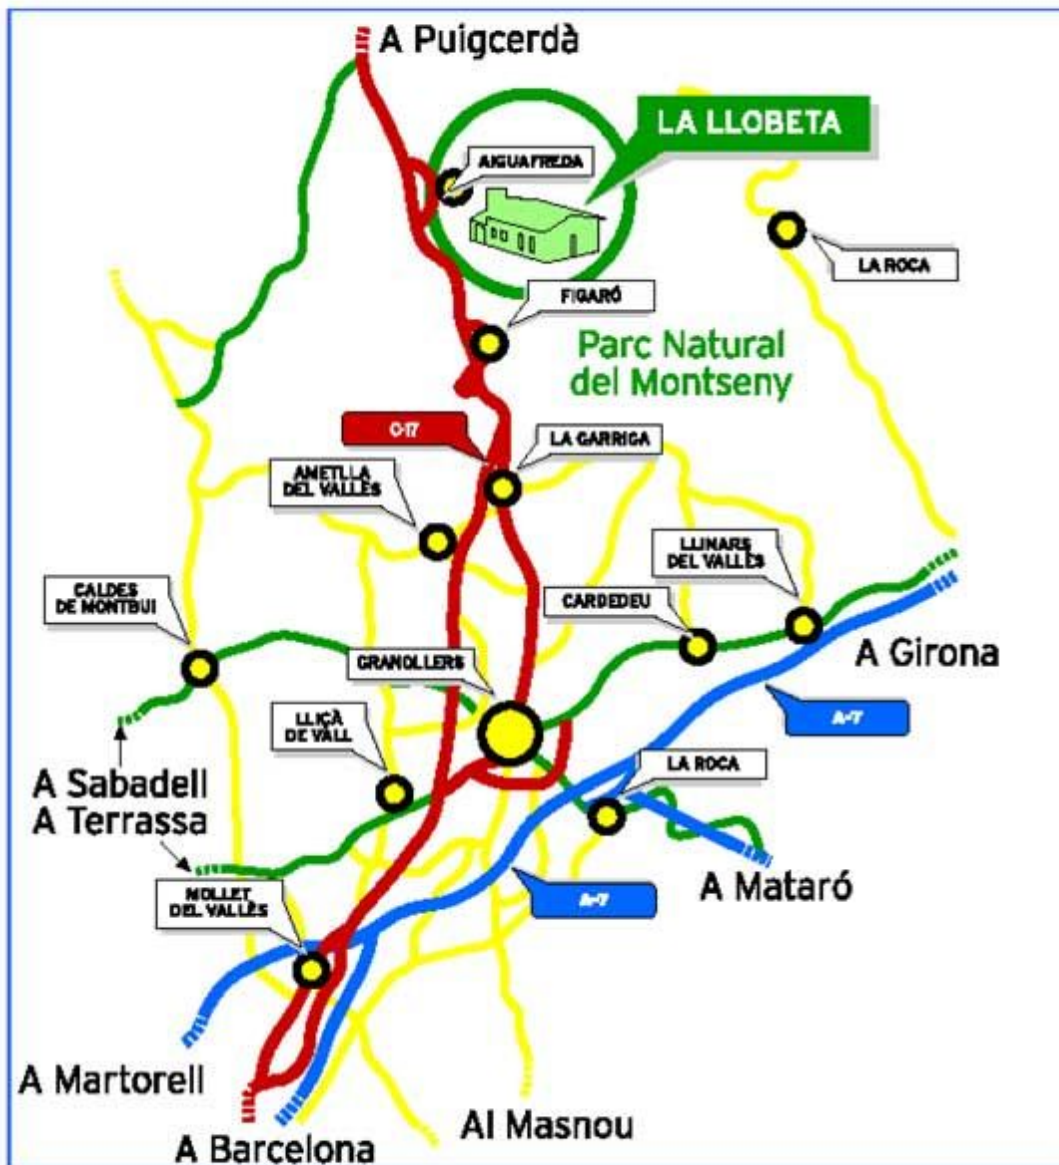 A Puigcerdà
LA LLOBETA
AIGUAFREDA
LA ROCA
FIGARÓ
Parc Natural
del Montseny
C-17
LA GARRIGA
AMETLLA
DEL VALLÈS
LLINARS
DEL VALLÈS
CALDES
DE MONTBUI
CARDEDEU
GRANOLLERS
A Girona
A-7
LLIÇÀ
DE VALL
LA ROCA
A Sabadell
A Terrassa
MOLLET
DEL VALLÈS
A-7
A Mataró
A Martorell
A Barcelona
Al Masnou